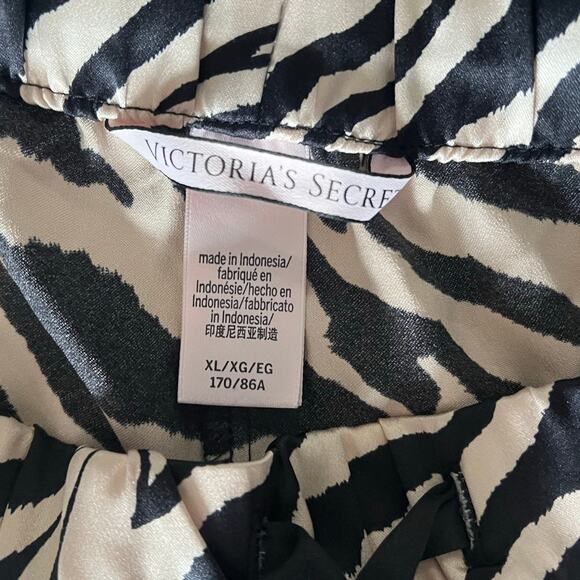 VICTORIA'S SECRET
made in Indonesia/
fabriqué en
Indonésie/hecho en
Indonesia/fabbricato
in Indonesia/
印度尼西亚制造
XL/XG/EG
170/86A